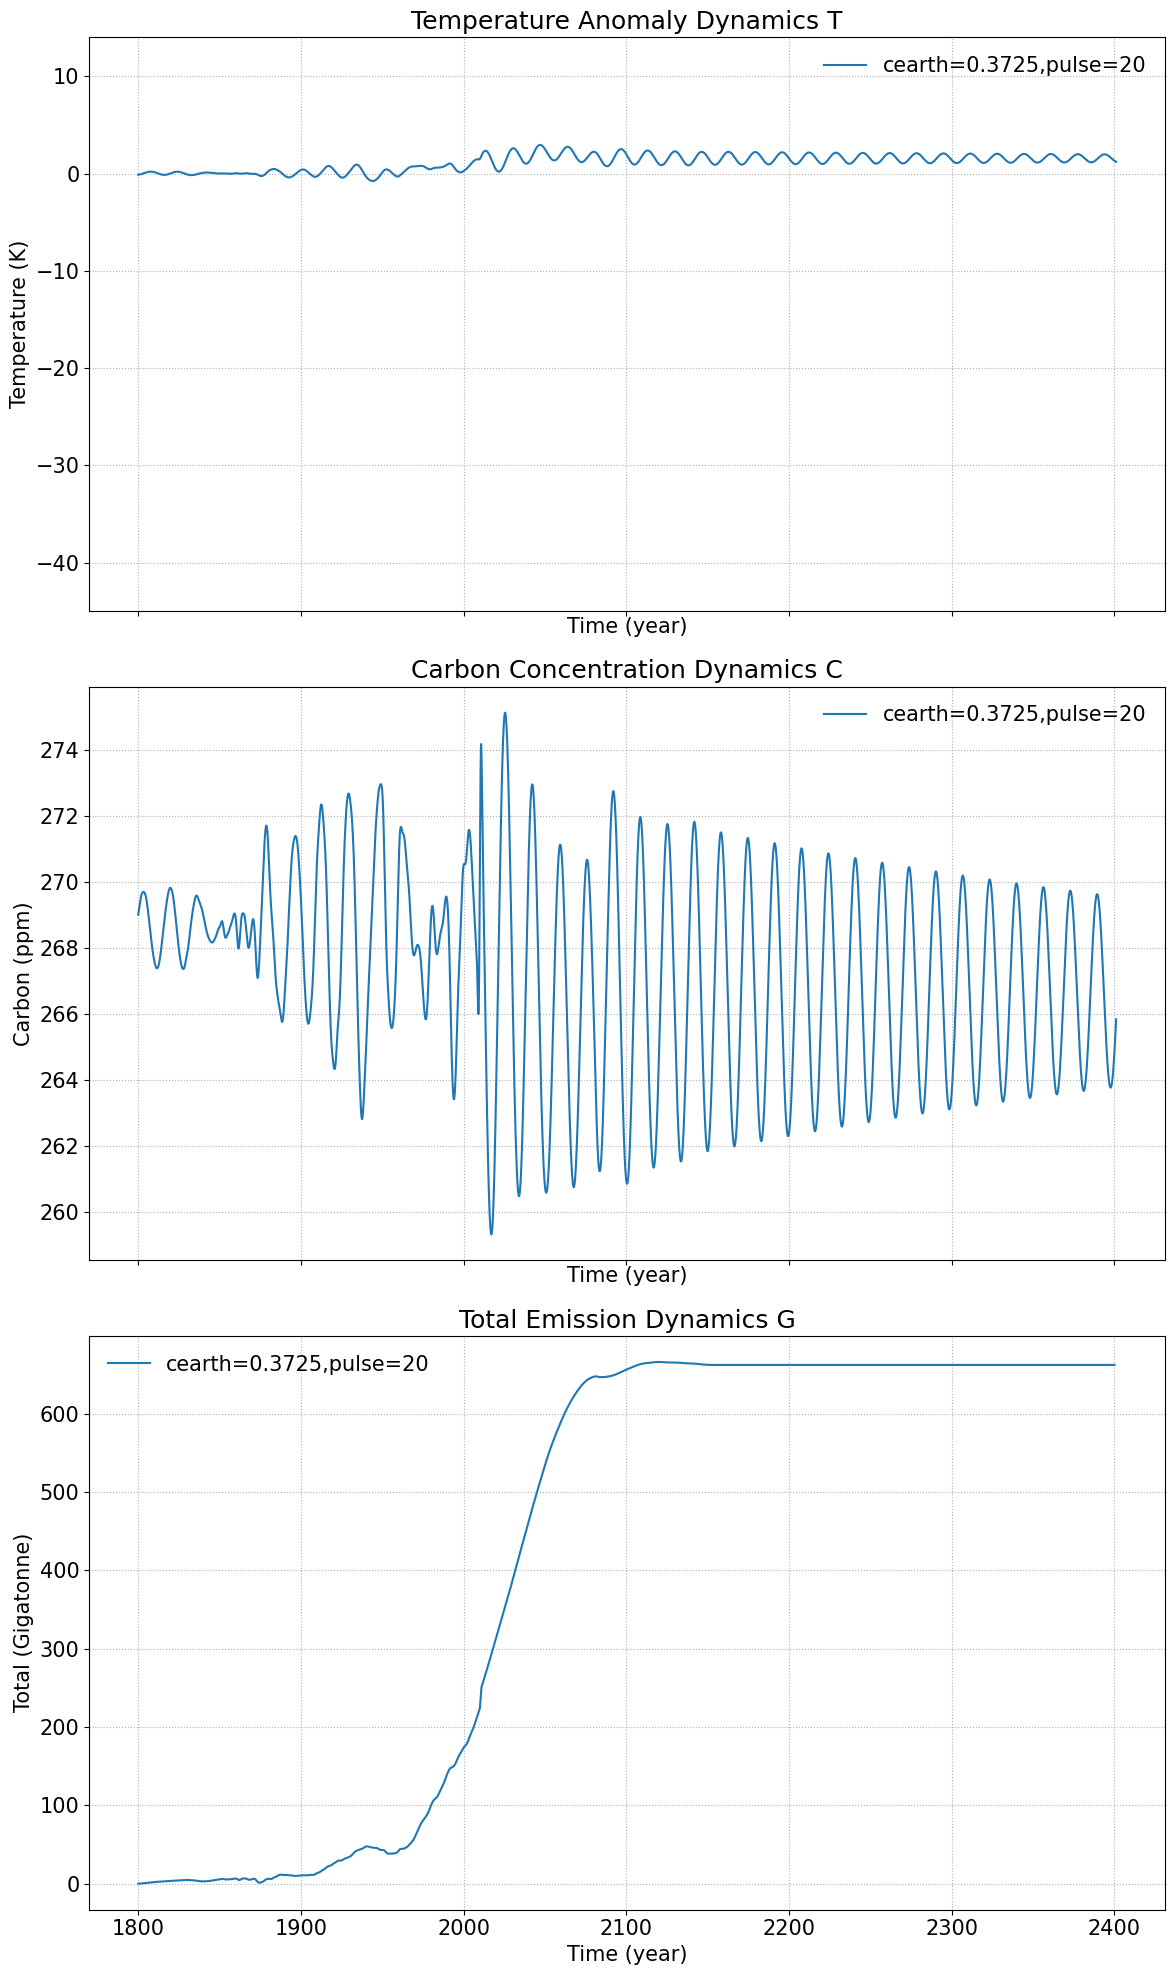 Temperature Anomaly Dynamics T
cearth=0.3725,pulse=20
10
0
−10
−20
−30
−40
Temperature (K)
Time (year)
Carbon Concentration Dynamics C
cearth=0.3725,pulse=20
274
272
270
268
266
264
262
260
Carbon (ppm)
Time (year)
Total Emission Dynamics G
cearth=0.3725,pulse=20
600
500
400
300
200
100
0
Total (Gigatonne)
1800 1900 2000 2100 2200 2300 2400
Time (year)